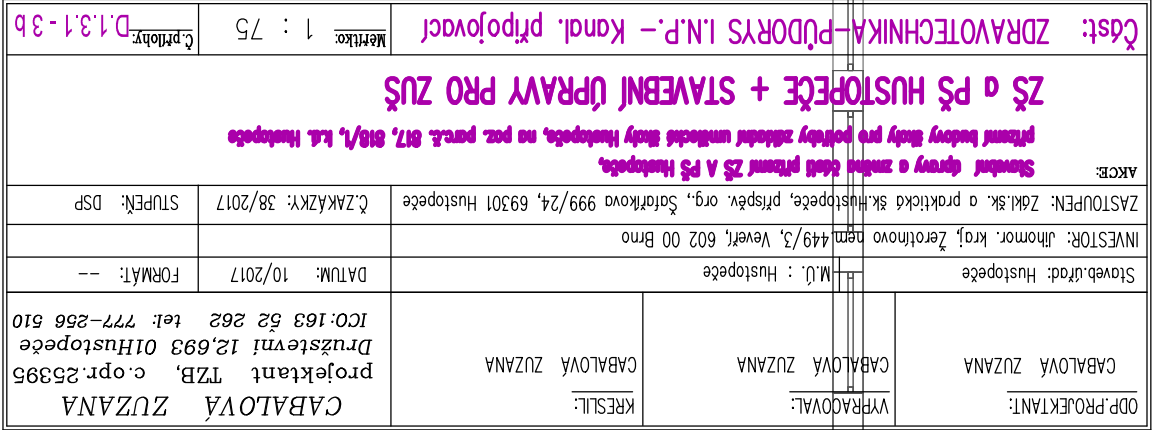 ODP.PROJEKTANT:
CABALOVÁ ZUZANA
VYPRACOVAL:
CABALOVÁ ZUZANA
KRESLIL:
CABALOVÁ ZUZANA
CABALOVÁ ZUZANA
projektant TZB, c.opr.25395
Družstevní 12,693 01Hustopeče
ICO:163 52 262 tel: 777-256 510
Staveb.úřad: Hustopeče
M.Ú. : Hustopeče
DATUM: 10/2017
FORMÁT: --
INVESTOR: Jihomor. kraj, Žerotínovo nem.449/3, Veveří, 602 00 Brno
ZASTOUPEN: Zákl.šk. a praktická šk.Hustopeče, příspěv. org., Šafaříkova 999/24, 69301 Hustopeče
Č.ZAKÁZKY: 38/2017
STUPEŇ: DSP
AKCE:
Stavební úpravy a změna části přízemí ZŠ A PŠ Hustopeče,
přízemí budovy školy pro potřeby základní umělecké školy Hustopeče, na poz. parc.č. 817, 818/1, k.ú. Hustopeče
ZŠ a PŠ HUSTOPEČE + STAVEBNÍ ÚPRAVY PRO ZUŠ
Část: ZDRAVOTECHNIKA-PŮDORYS I.N.P.- Kanal. připojovací
Měřítko: 1 : 75
Č.přílohy: D.1.3.1 - 3 b